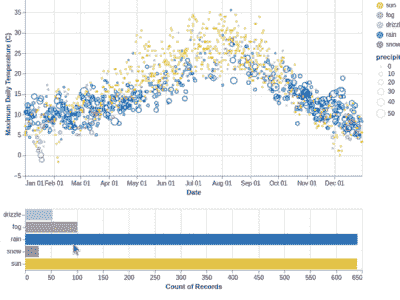 sun
fog
drizzl
rain
snow
precipit
0
10
20
30
40
50
Maximum Daily Temperature (C)
35
30
25
20
15
10
5
0
−5
Jan 01 Feb 01 Mar 01 Apr 01 May 01 Jun 01 Jul 01 Aug 01 Sep 01 Oct 01 Nov 01 Dec 01
Date
drizzle
fog
rain
snow
sun
0 50 100 150 200 250 300 350 400 450 500 550 600 650
Count of Records